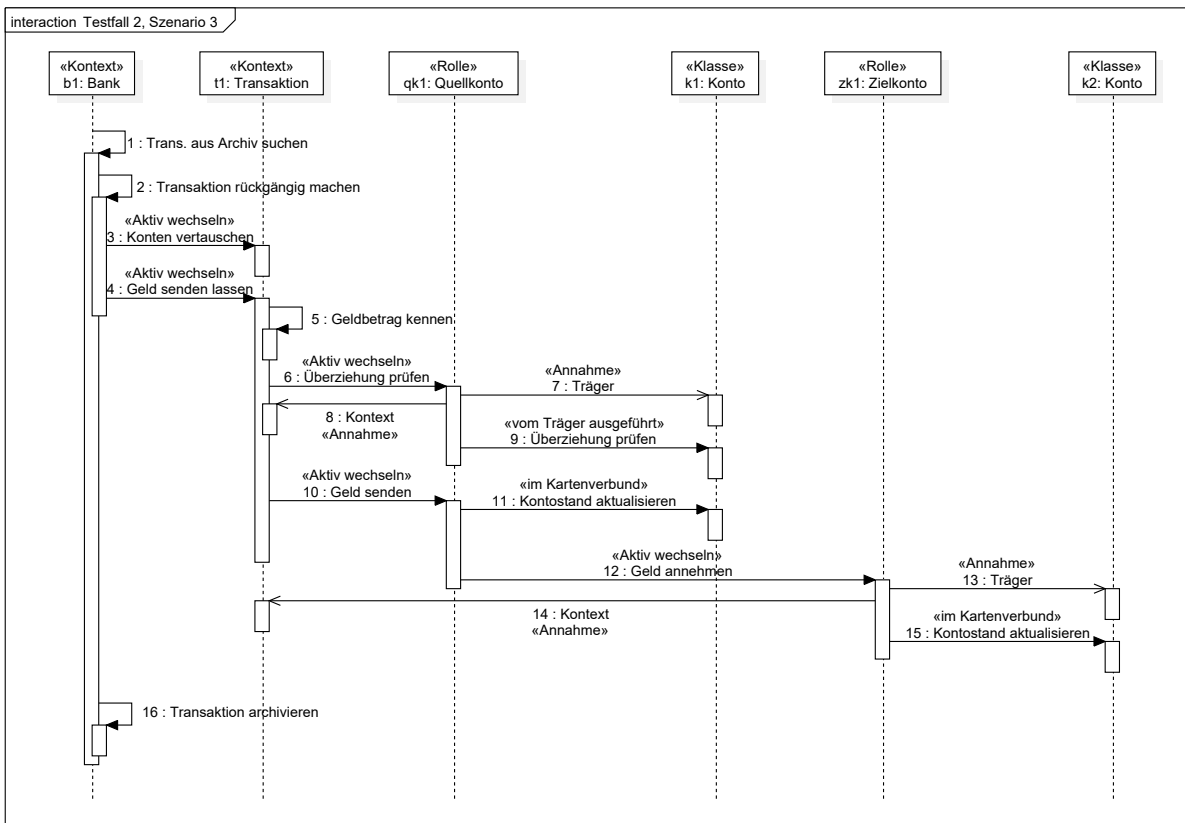 interaction Testfall 2, Szenario 3
«Kontext»
b1: Bank
«Kontext»
t1: Transaktion
«Rolle»
qk1: Quellkonto
«Klasse»
k1: Konto
«Rolle»
zk1: Zielkonto
«Klasse»
k2: Konto
1 : Trans. aus Archiv suchen
2 : Transaktion rückgängig machen
«Aktiv wechseln»
3 : Konten vertauschen
«Aktiv wechseln»
4 : Geld senden lassen
5 : Geldbetrag kennen
«Aktiv wechseln»
6 : Überziehung prüfen
«Annahme»
7 : Träger
8 : Kontext
«Annahme»
«vom Träger ausgeführt»
9 : Überziehung prüfen
«Aktiv wechseln»
10 : Geld senden
«im Kartenverbund»
11 : Kontostand aktualisieren
«Aktiv wechseln»
12 : Geld annehmen
«Annahme»
13 : Träger
14 : Kontext
«Annahme»
«im Kartenverbund»
15 : Kontostand aktualisieren
16 : Transaktion archivieren